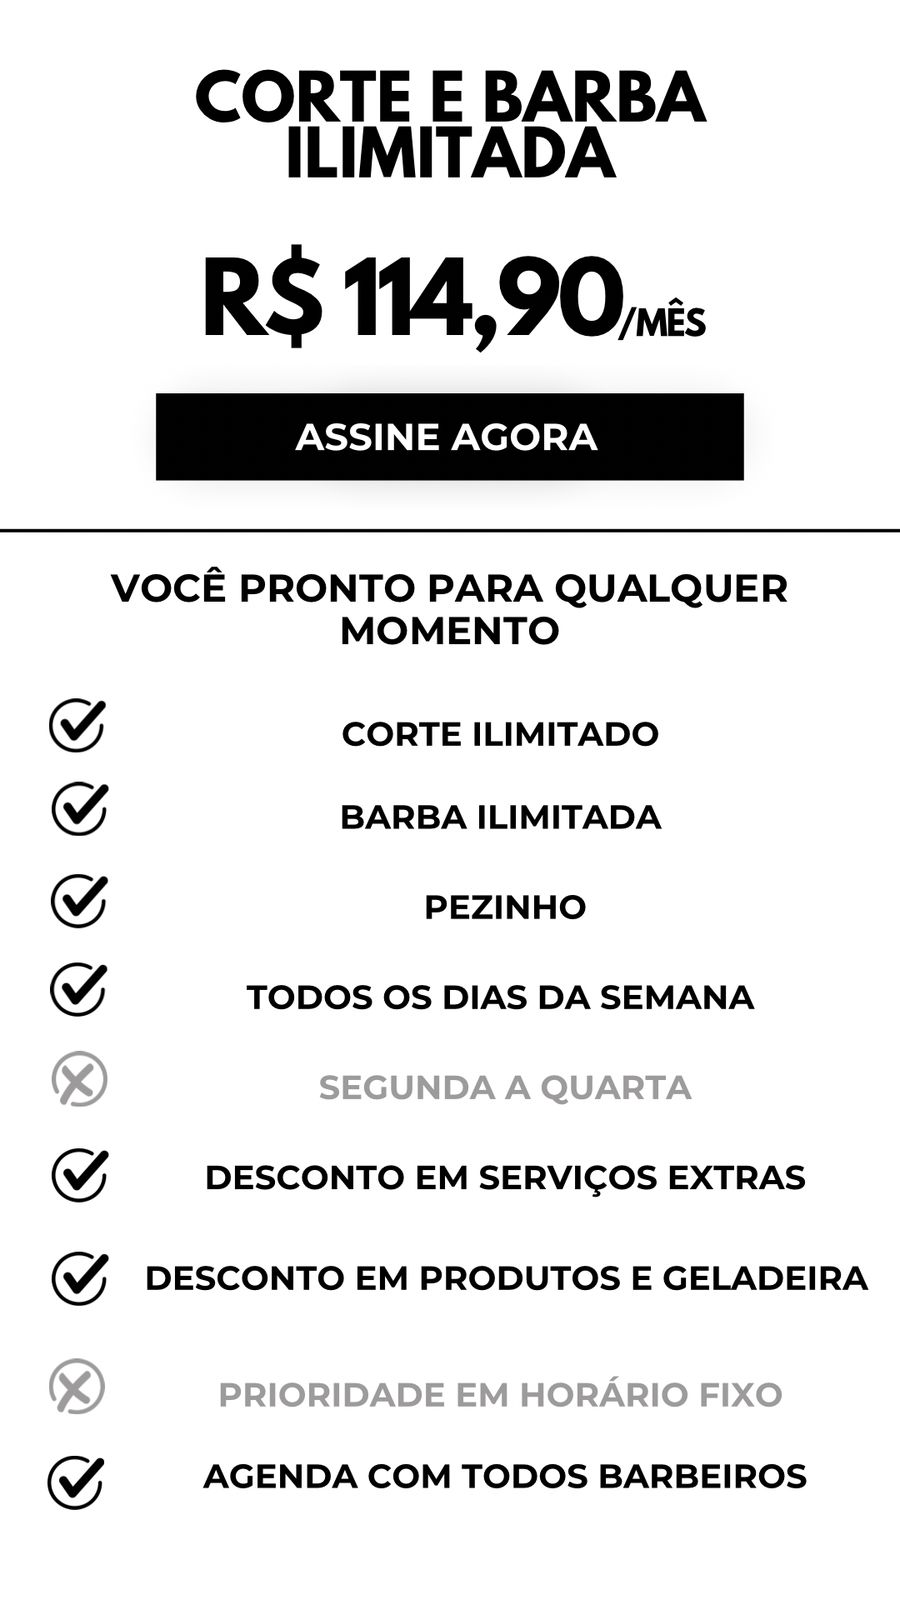 CORTE E BARBA
ILIMITADA
R$ 114,90/MÊS
ASSINE AGORA
VOCÊ PRONTO PARA QUALQUER
MOMENTO
CORTE ILIMITADO
BARBA ILIMITADA
PEZINHO
TODOS OS DIAS DA SEMANA
SEGUNDA A QUARTA
DESCONTO EM SERVIÇOS EXTRAS
DESCONTO EM PRODUTOS E GELADEIRA
PRIORIDADE EM HORÁRIO FIXO
AGENDA COM TODOS BARBEIROS